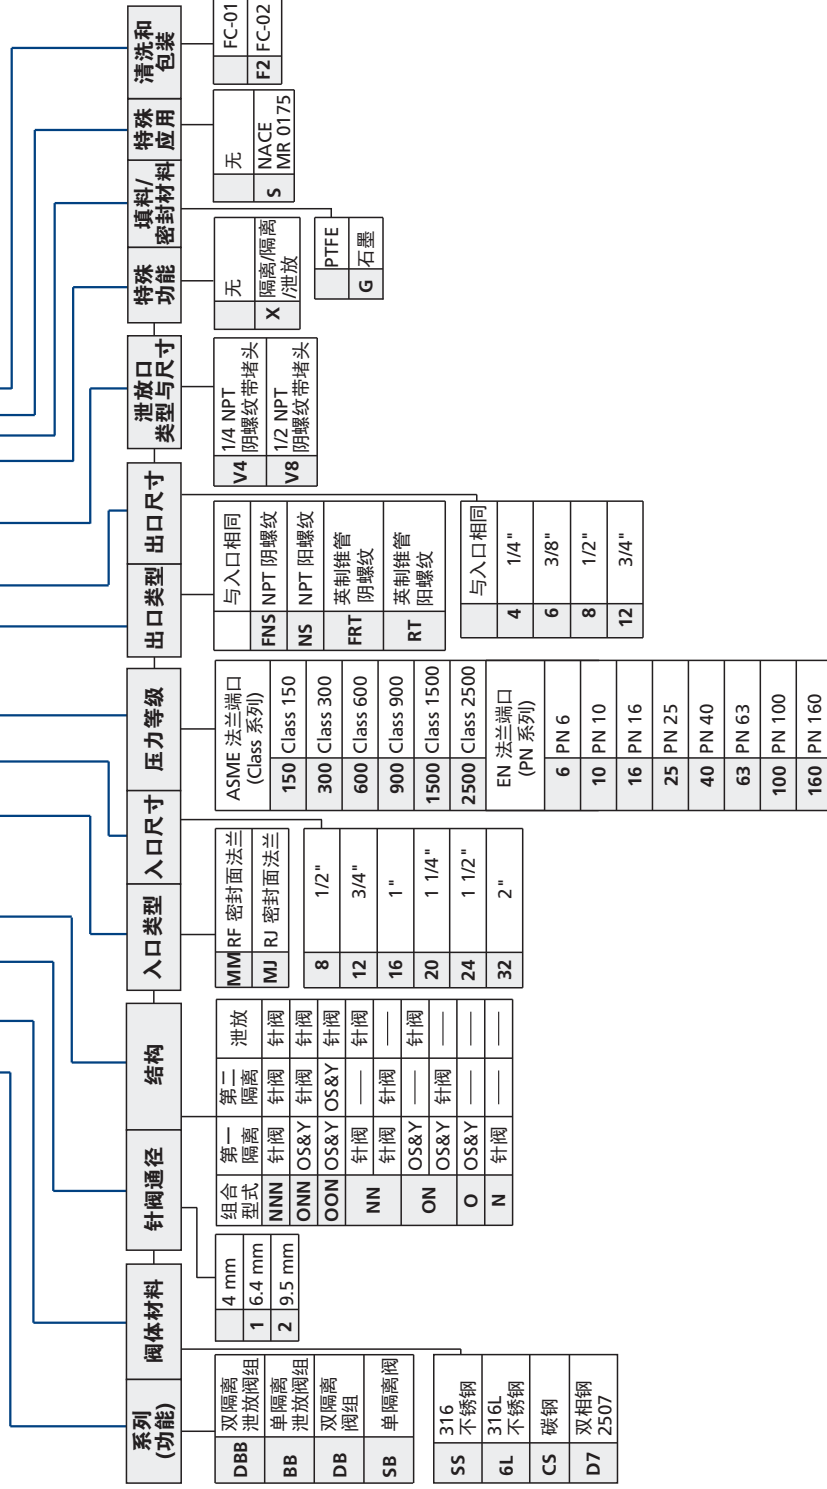 系列
(功能)
阀体材料
针阀通径
结构
入口类型
入口尺寸
压力等级
出口类型
出口尺寸
泄放口
类型与尺寸
特殊
功能
填料/
密封材料
特殊
应用
清洗和
包装
DBB 双隔离
泄放阀组
BB 单隔离
泄放阀组
DB 双隔离
阀组
SB 单隔离阀
SS 316
不锈钢
6L 316L
不锈钢
CS 碳钢
D7 双相钢
2507
4 mm
1 6.4 mm
2 9.5 mm
组合
型式
第一
隔离
第二
隔离
泄放
NNN 针阀 针阀 针阀
ONN OS&Y 针阀 针阀
OON OS&Y OS&Y 针阀
NN 针阀 — 针阀
针阀 针阀 —
ON OS&Y — 针阀
OS&Y 针阀 —
O OS&Y — —
N 针阀 — —
MM RF 密封面法兰
MJ RJ 密封面法兰
8 1/2"
12 3/4"
16 1"
20 1 1/4"
24 1 1/2"
32 2"
ASME 法兰端口
(Class 系列)
150 Class 150
300 Class 300
600 Class 600
900 Class 900
1500 Class 1500
2500 Class 2500
EN 法兰端口
(PN 系列)
6 PN 6
10 PN 10
16 PN 16
25 PN 25
40 PN 40
63 PN 63
100 PN 100
160 PN 160
与入口相同
FNS NPT 阴螺纹
NS NPT 阳螺纹
FRT 英制锥管
阴螺纹
RT 英制锥管
阳螺纹
与入口相同
4 1/4"
6 3/8"
8 1/2"
12 3/4"
V4 1/4 NPT
阴螺纹带堵头
V8 1/2 NPT
阴螺纹带堵头
无
X 隔离/隔离
/泄放
PTFE
G 石墨
无
S NACE
MR 0175
FC-01
F2 FC-02